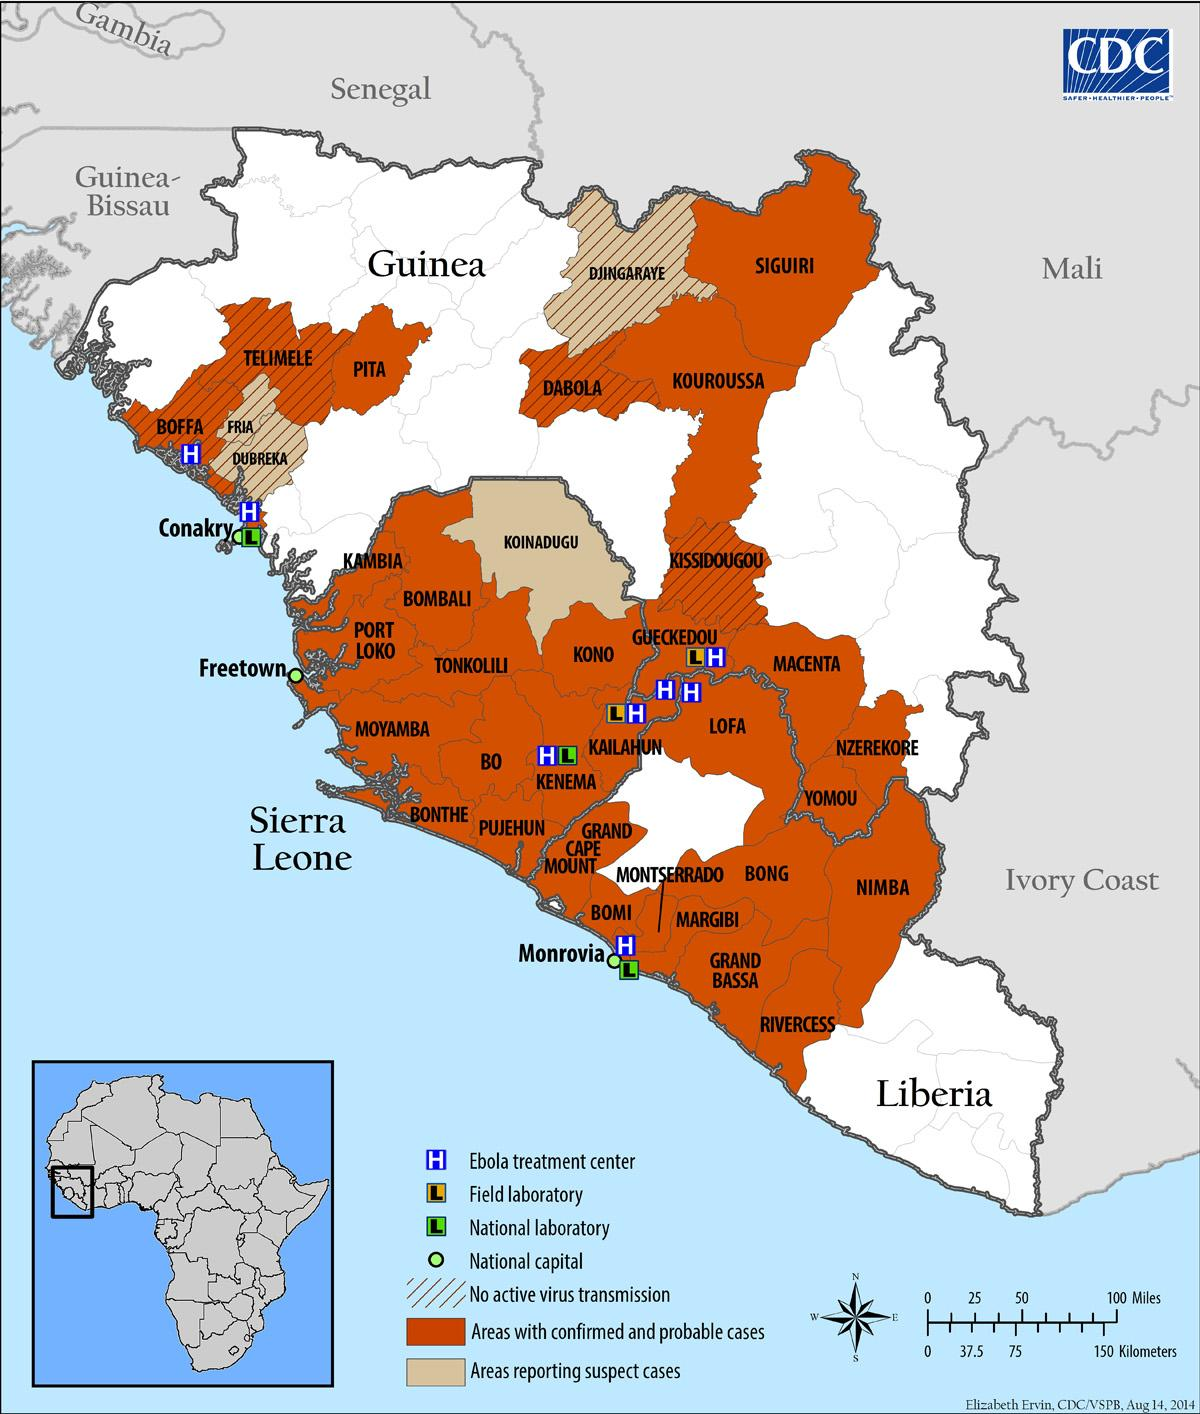 Gambia
Senegal
CDC
SAFER • HEALTHIER • PEOPLE™
Guinea-
Bissau
Guinea
DJINGARAYE
SIGUIRI
Mali
TELIMELE
PITA
DABOLA
KOUROUSSA
BOFFA
FRIA
H
DUBREKA
H
Conakry
L
KOINADUGU
KAMBIA
KISSIDOUGOU
BOMBALI
PORT
LOKO
GUECKEDOU
TONKOLILI
KONO
L H
MACENTA
Freetown
H H
L H
MOYAMBA
LOFA
KAILAHUN
NZEREKORE
BO
H L
KENEMA
YOMOU
BONTHE
PUJEHUN
Sierra
Leone
GRAND
CAPE
MOUNT
MONTSERRADO
BONG
NIMBA
Ivory Coast
BOMI
MARGIBI
Monrovia
H
L
GRAND
BASSA
RIVERCESS
Liberia
H Ebola treatment center
L Field laboratory
L National laboratory
National capital
No active virus transmission
Areas with confirmed and probable cases
Areas reporting suspect cases
N
W E
S
0 25 50 100 Miles
0 37.5 75 150 Kilometers
Elizabeth Ervin, CDC/VSPB, Aug 14, 2014